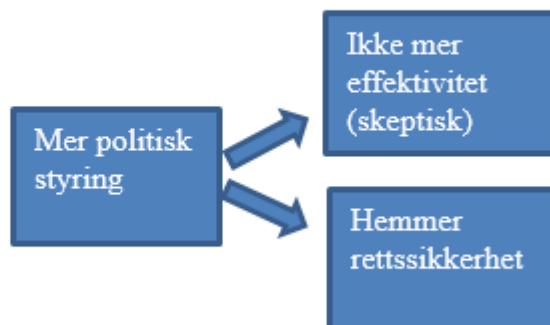 Mer politisk
styring
Ikke mer
effektivitet
(skeptisk)
Hemmer
rettssikkerhet